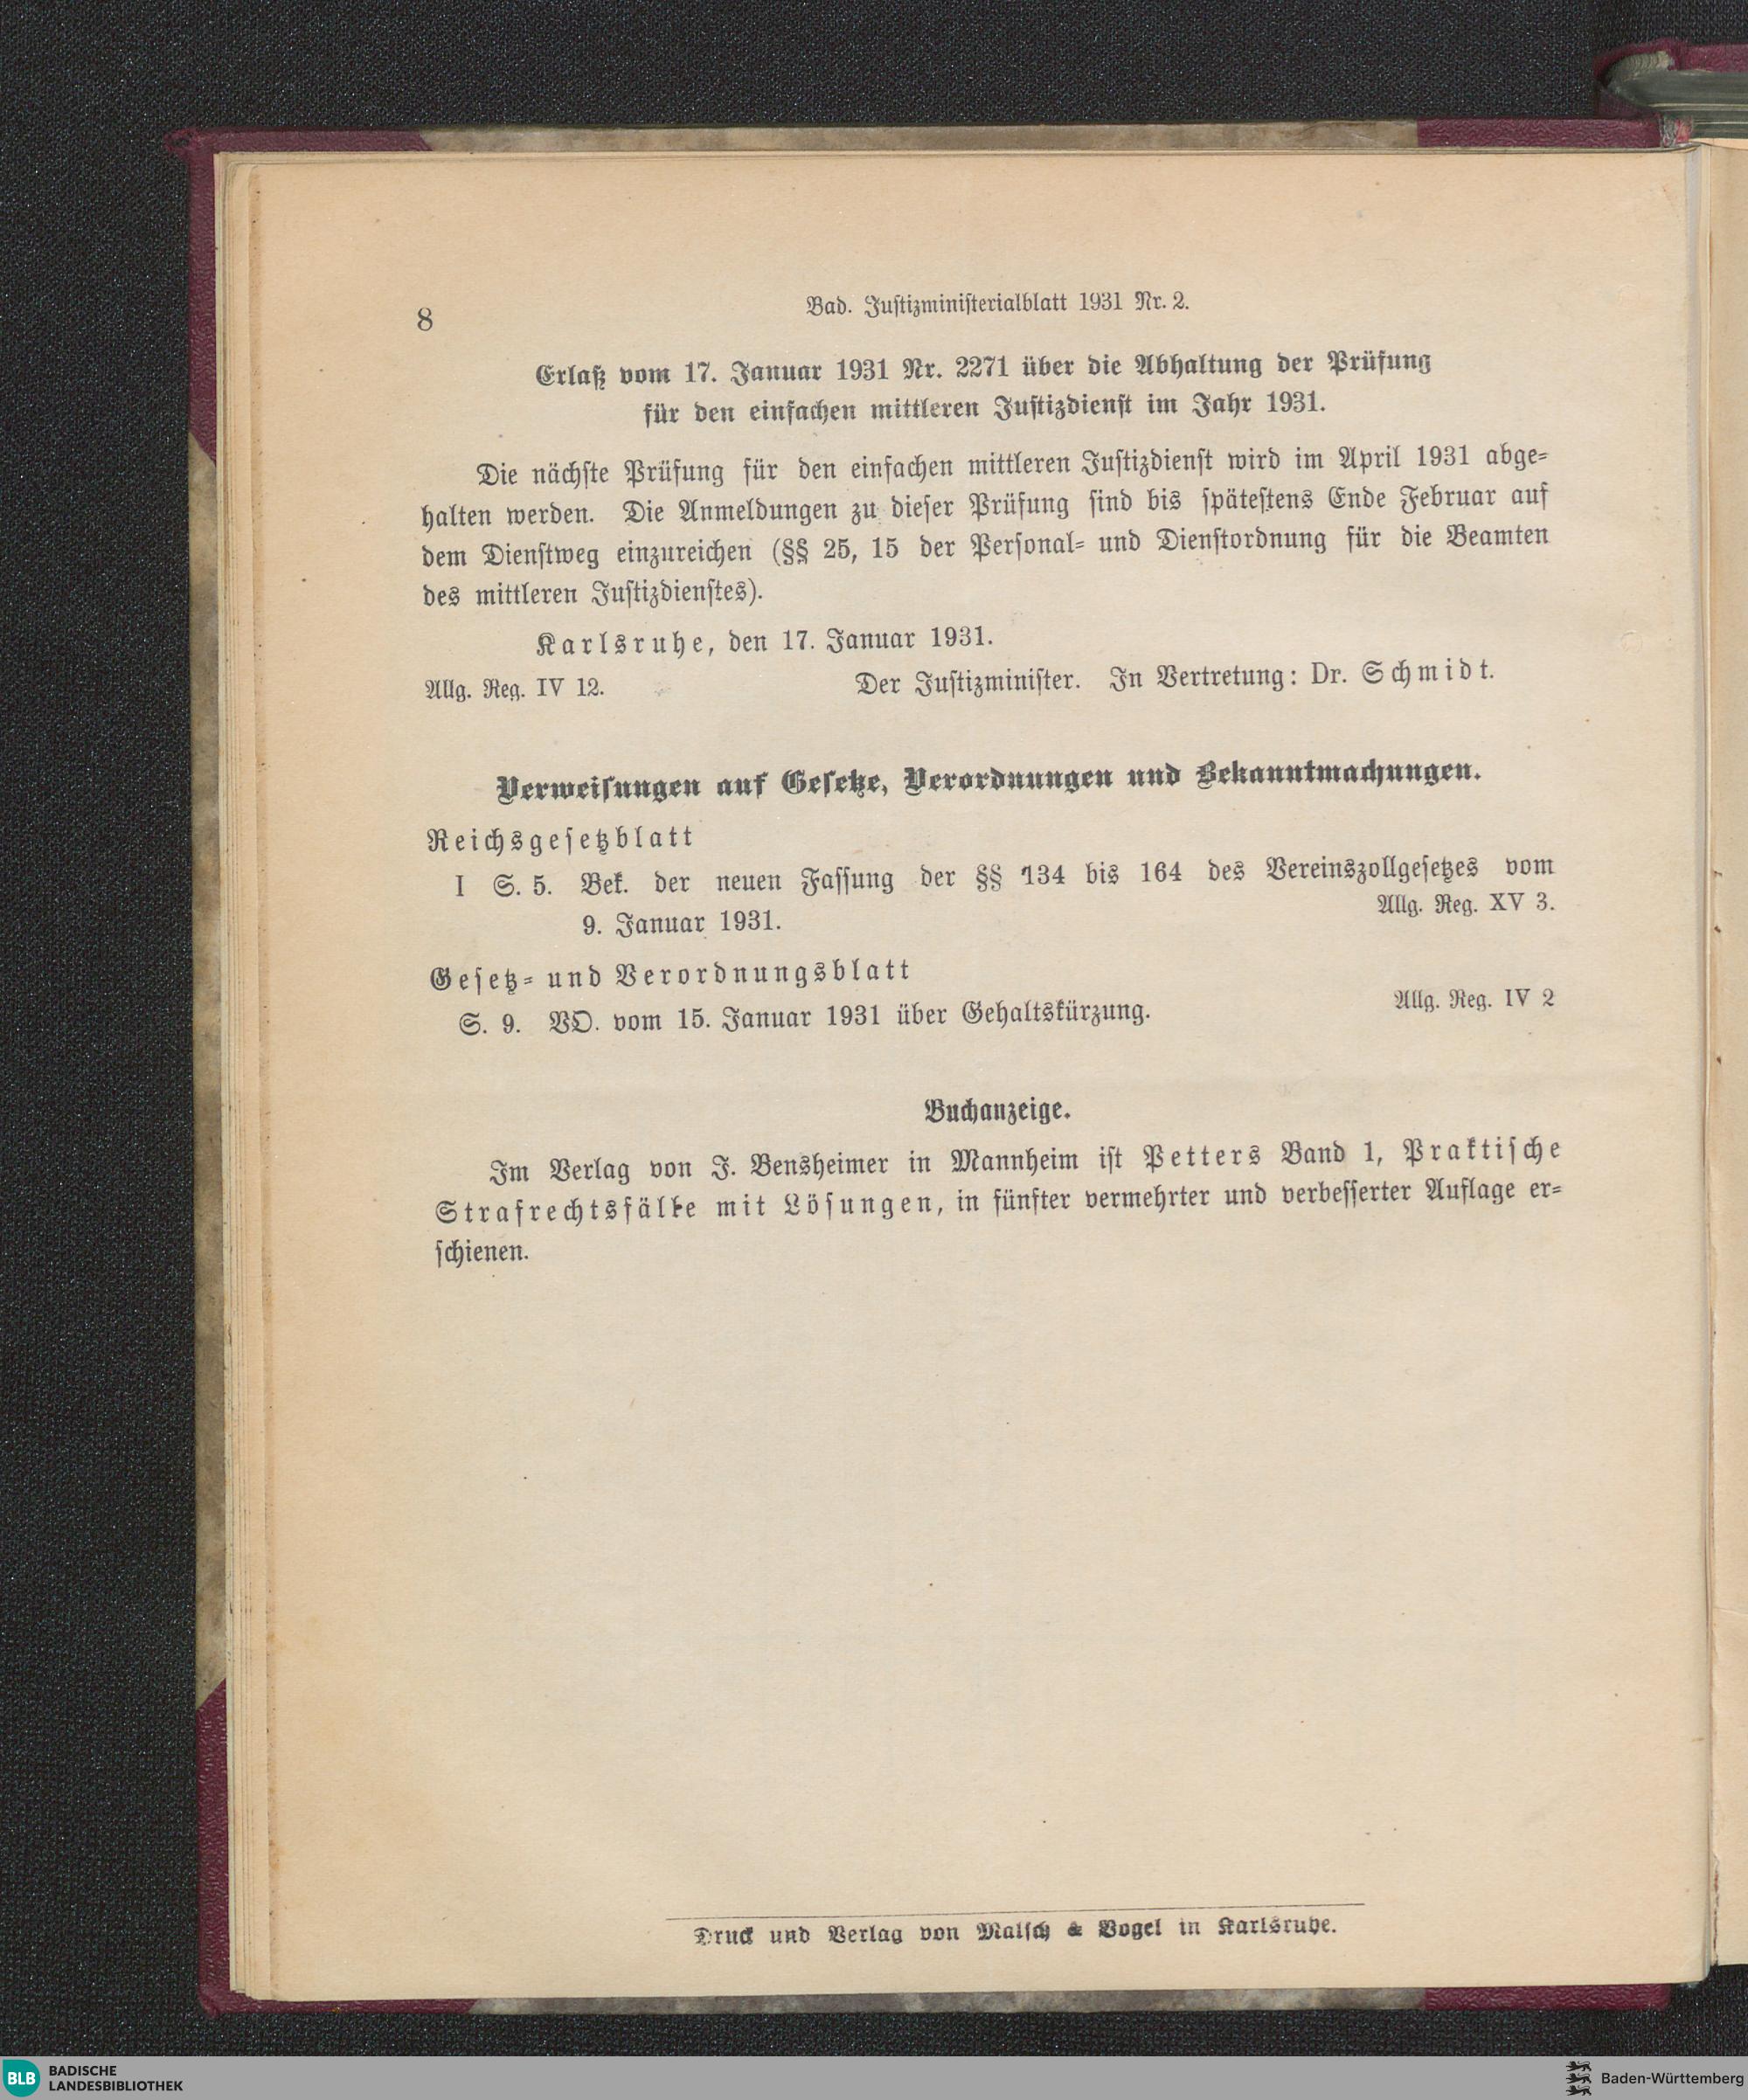 8
Bad. Justizministerialblatt 1931 Nr. 2.
Erlaß vom 17. Januar 1931 Nr. 2271 über die Abhaltung der Prüfung
für den einfachen mittleren Justizdienst im Jahr 1931.
Die nächste Prüfung für den einfachen mittleren Justizdienst wird im April 1931 abge-
halten werden. Die Anmeldungen zu dieser Prüfung sind bis spätestens Ende Februar auf
dem Dienstweg einzureichen (§§ 25, 15 der Personal- und Dienstordnung für die Beamten
des mittleren Justizdienstes).
Karlsruhe, den 17. Januar 1931.
Allg. Reg. IV 12. Der Justizminister. In Vertretung: Dr. Schmidt.
Verweisungen auf Gesetze, Verordnungen und Bekanntmachungen.
Reichsgesetzblatt
I S. 5. Bek. der neuen Fassung der §§ 134 bis 164 des Vereinszollgesetzes vom
9. Januar 1931. Allg. Reg. XV 3.
Gesetz- und Verordnungsblatt
S. 9. VO. vom 15. Januar 1931 über Gehaltskürzung. Allg. Reg. IV 2
Buchanzeige.
Im Verlag von J. Bensheimer in Mannheim ist Petters Band 1, Praktische
Strafrechtsfälle mit Lösungen, in fünfter vermehrter und verbesserter Auflage er-
schienen.
Druck und Verlag von Malsch & Vogel in Karlsruhe.
BLB BADISCHE
LANDESBIBLIOTHEK
Baden-Württemberg